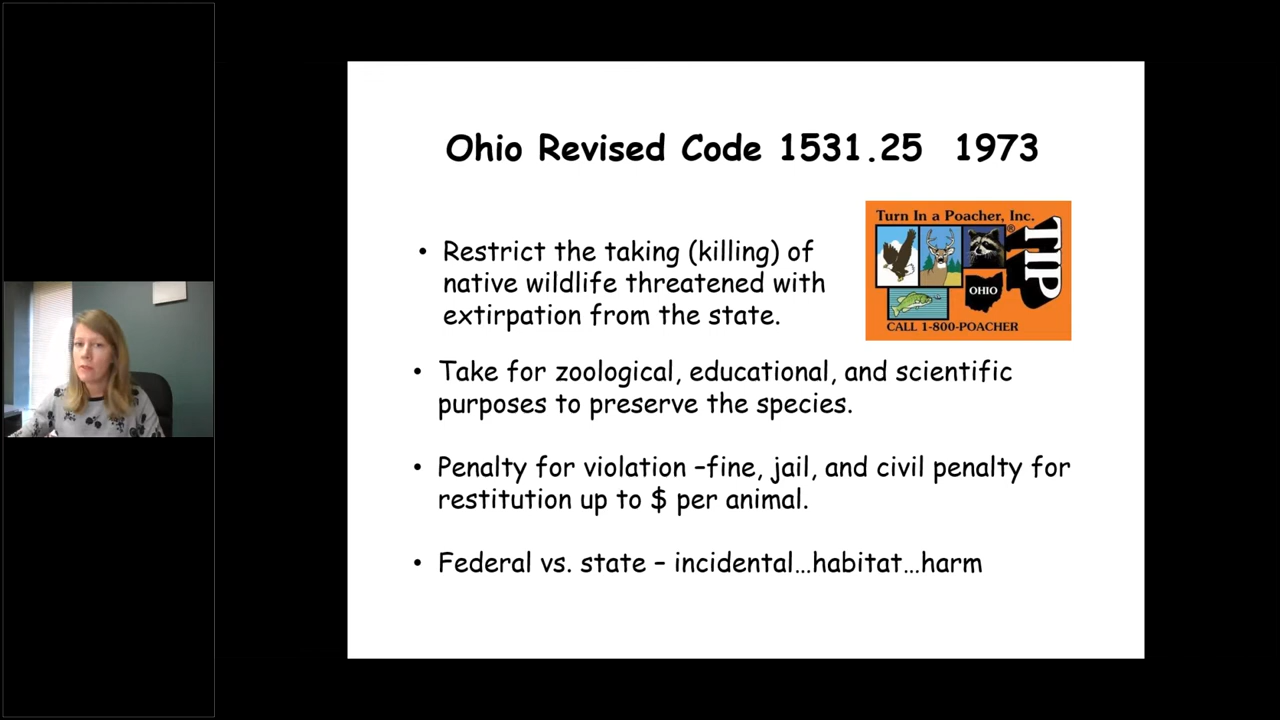 Ohio Revised Code 1531.25 1973
Turn In a Poacher, Inc.
®
TIP
OHIO
CALL 1-800-POACHER
• Restrict the taking (killing) of
native wildlife threatened with
extirpation from the state.
• Take for zoological, educational, and scientific
purposes to preserve the species.
• Penalty for violation –fine, jail, and civil penalty for
restitution up to $ per animal.
• Federal vs. state – incidental…habitat…harm